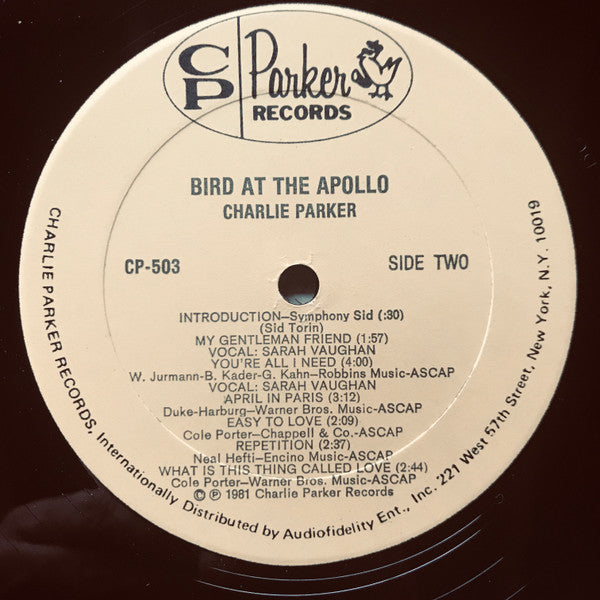 CP
Parker
RECORDS
BIRD AT THE APOLLO
CHARLIE PARKER
CP-503
SIDE TWO
INTRODUCTION–Symphony Sid (:30)
(Sid Torin)
MY GENTLEMAN FRIEND (1:57)
VOCAL: SARAH VAUGHAN
YOU'RE ALL I NEED (4:00)
W. Jurmann-B. Kader-G. Kahn–Robbins Music-ASCAP
VOCAL: SARAH VAUGHAN
APRIL IN PARIS (3:12)
Duke-Harburg–Warner Bros. Music-ASCAP
EASY TO LOVE (2:09)
Cole Porter–Chappell & Co.-ASCAP
REPETITION (2:37)
Neal Hefti–Encino Music-ASCAP
WHAT IS THIS THING CALLED LOVE (2:44)
Cole Porter–Warner Bros. Music-ASCAP
© ℗ 1981 Charlie Parker Records
CHARLIE PARKER RECORDS, Internationally Distributed by Audiofidelity Ent., Inc. 221 West 57th Street, New York, N.Y. 10019